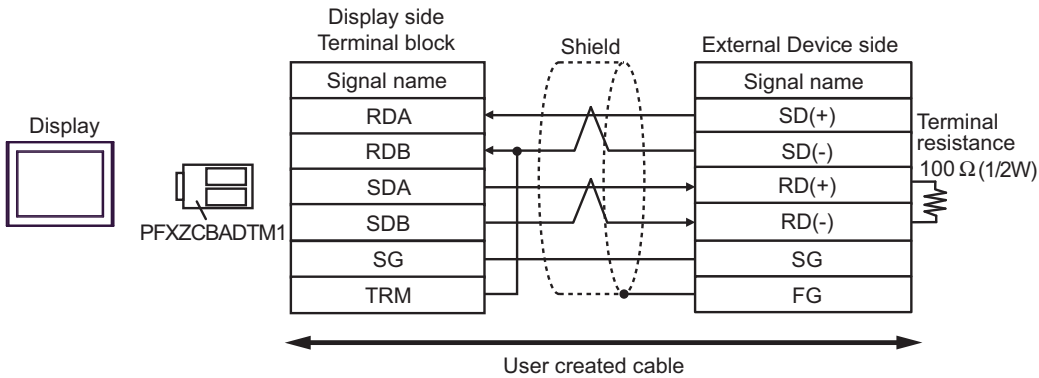 Display side
Terminal block
Shield
External Device side
Signal name
Signal name
RDA
SD(+)
Display
Terminal
resistance
100 Ω (1/2W)
RDB
SD(-)
SDA
RD(+)
PFXZCBADTM1
SDB
RD(-)
SG
SG
TRM
FG
User created cable